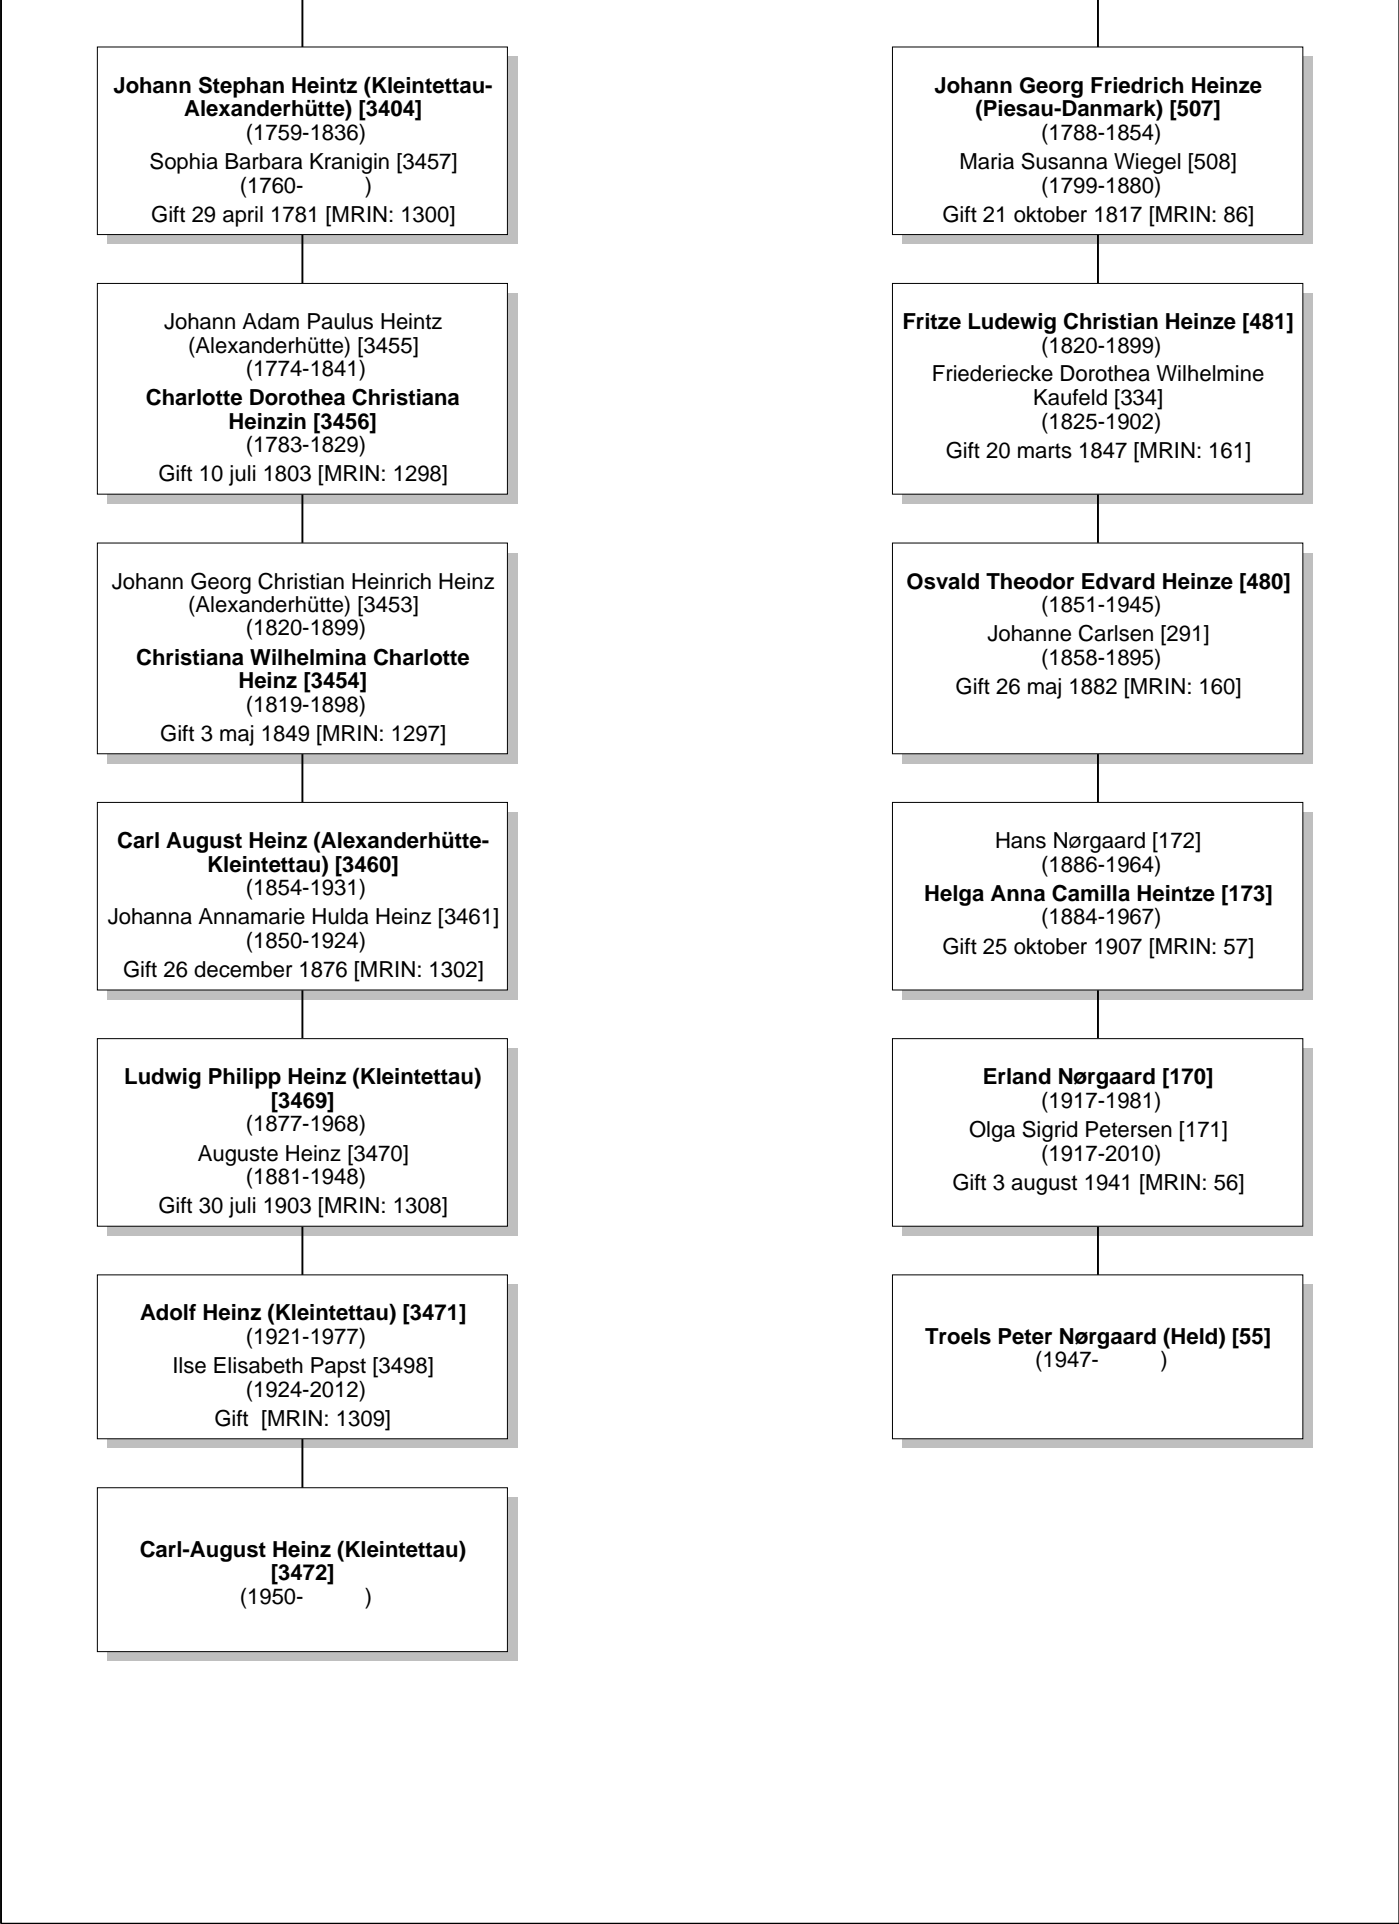 Johann Stephan Heintz (Kleintettau-
Alexanderhütte) [3404]
(1759-1836)
Sophia Barbara Kranigin [3457]
(1760- )
Gift 29 april 1781 [MRIN: 1300]
Johann Adam Paulus Heintz
(Alexanderhütte) [3455]
(1774-1841)
Charlotte Dorothea Christiana
Heinzin [3456]
(1783-1829)
Gift 10 juli 1803 [MRIN: 1298]
Johann Georg Christian Heinrich Heinz
(Alexanderhütte) [3453]
(1820-1899)
Christiana Wilhelmina Charlotte
Heinz [3454]
(1819-1898)
Gift 3 maj 1849 [MRIN: 1297]
Carl August Heinz (Alexanderhütte-
Kleintettau) [3460]
(1854-1931)
Johanna Annamarie Hulda Heinz [3461]
(1850-1924)
Gift 26 december 1876 [MRIN: 1302]
Ludwig Philipp Heinz (Kleintettau)
[3469]
(1877-1968)
Auguste Heinz [3470]
(1881-1948)
Gift 30 juli 1903 [MRIN: 1308]
Adolf Heinz (Kleintettau) [3471]
(1921-1977)
Ilse Elisabeth Papst [3498]
(1924-2012)
Gift [MRIN: 1309]
Carl-August Heinz (Kleintettau)
[3472]
(1950- )
Johann Georg Friedrich Heinze
(Piesau-Danmark) [507]
(1788-1854)
Maria Susanna Wiegel [508]
(1799-1880)
Gift 21 oktober 1817 [MRIN: 86]
Fritze Ludewig Christian Heinze [481]
(1820-1899)
Friederiecke Dorothea Wilhelmine
Kaufeld [334]
(1825-1902)
Gift 20 marts 1847 [MRIN: 161]
Osvald Theodor Edvard Heinze [480]
(1851-1945)
Johanne Carlsen [291]
(1858-1895)
Gift 26 maj 1882 [MRIN: 160]
Hans Nørgaard [172]
(1886-1964)
Helga Anna Camilla Heintze [173]
(1884-1967)
Gift 25 oktober 1907 [MRIN: 57]
Erland Nørgaard [170]
(1917-1981)
Olga Sigrid Petersen [171]
(1917-2010)
Gift 3 august 1941 [MRIN: 56]
Troels Peter Nørgaard (Held) [55]
(1947- )